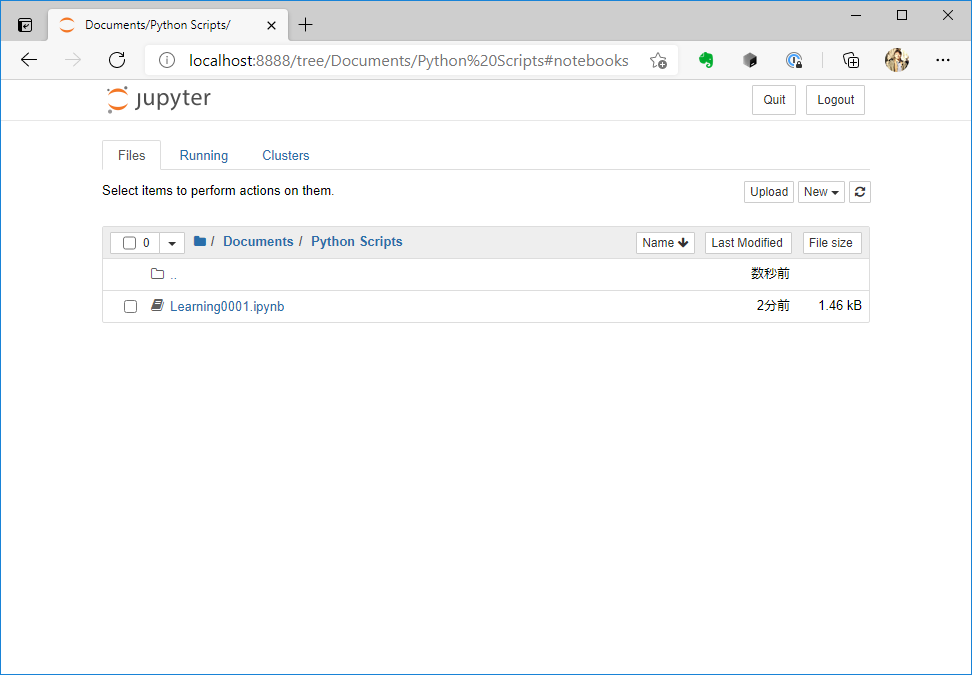 Documents/Python Scripts/
localhost:8888/tree/Documents/Python%20Scripts#notebooks
jupyter
Quit Logout
Files Running Clusters
Select items to perform actions on them.
Upload New
0 / Documents / Python Scripts Name Last Modified File size
.. 数秒前
Learning0001.ipynb 2分前 1.46 kB